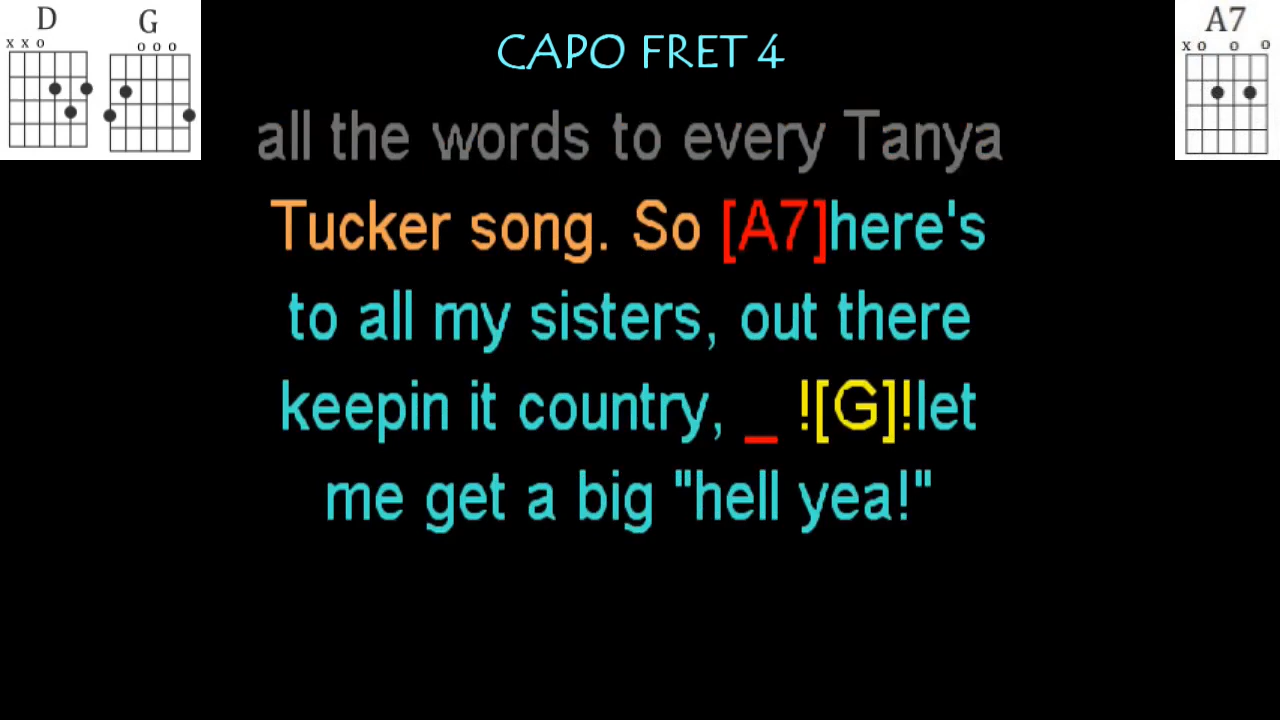 D
G
A7
x x o
o o o
x o o o
CAPO FRET 4
all the words to every Tanya
Tucker song. So [A7]here's
to all my sisters, out there
keepin it country, _ ![G]!let
me get a big "hell yea!"